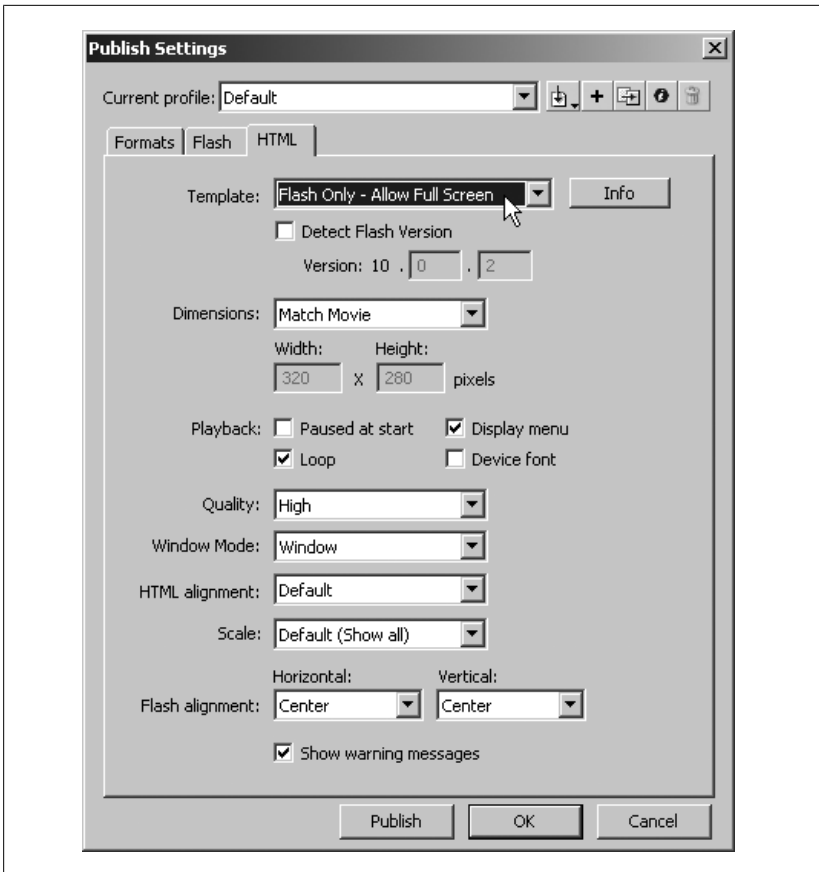 Publish Settings
Current profile: Default
Formats Flash HTML
Template: Flash Only - Allow Full Screen Info
Detect Flash Version
Version: 10 . 0 . 2
Dimensions: Match Movie
Width: Height:
320 X 280 pixels
Playback: Paused at start Display menu
Loop Device font
Quality: High
Window Mode: Window
HTML alignment: Default
Scale: Default (Show all)
Horizontal: Vertical:
Flash alignment: Center Center
Show warning messages
Publish OK Cancel